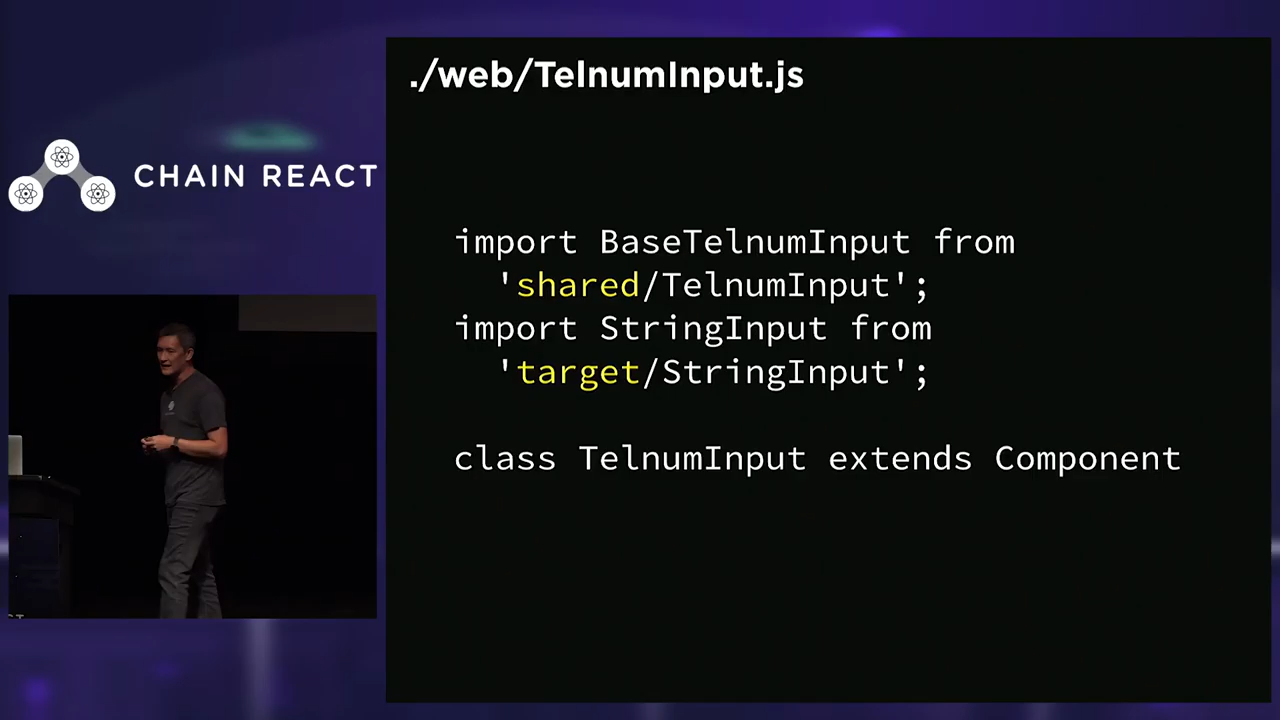 ./web/TelnumInput.js
CHAIN REACT
import BaseTelnumInput from
'shared/TelnumInput';
import StringInput from
'target/StringInput';
class TelnumInput extends Component